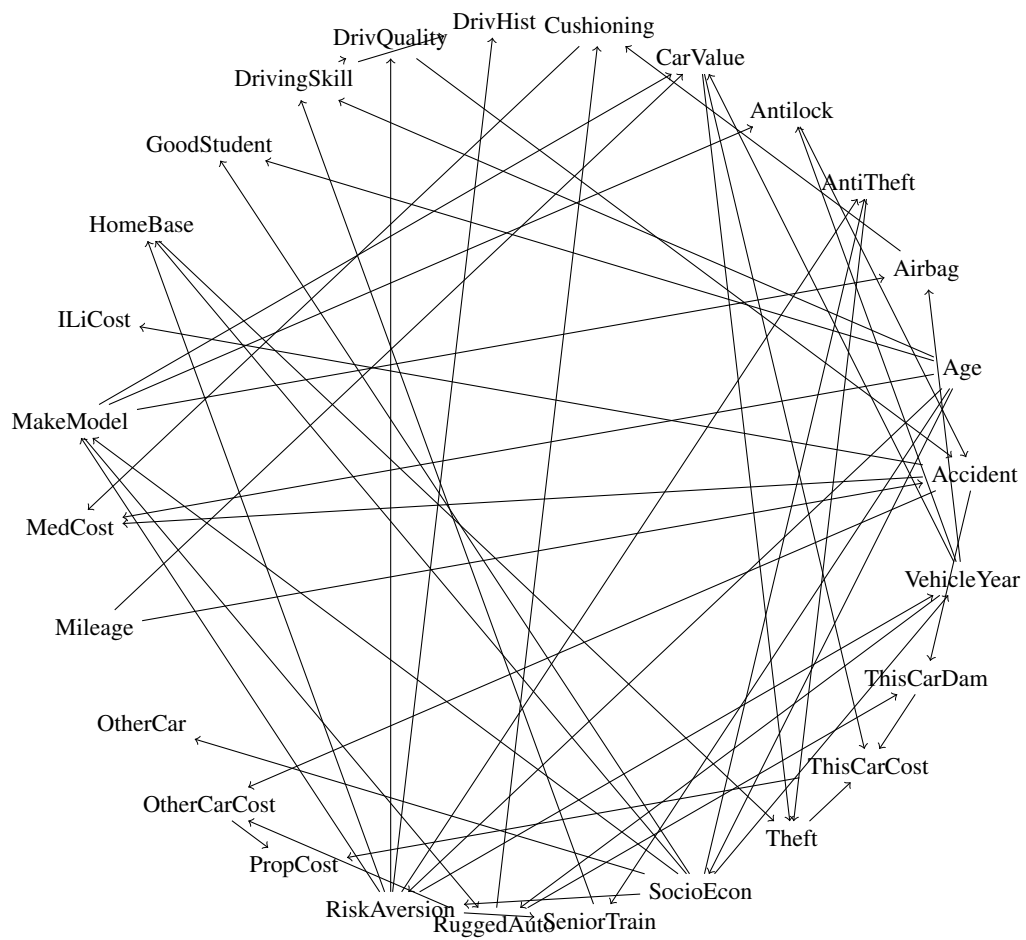 DrivHist
Cushioning
DrivQuality
CarValue
DrivingSkill
Antilock
GoodStudent
AntiTheft
HomeBase
Airbag
ILiCost
Age
MakeModel
Accident
MedCost
VehicleYear
Mileage
ThisCarDam
OtherCar
ThisCarCost
OtherCarCost
Theft
PropCost
SocioEcon
RiskAversion
RuggedAuto
SeniorTrain